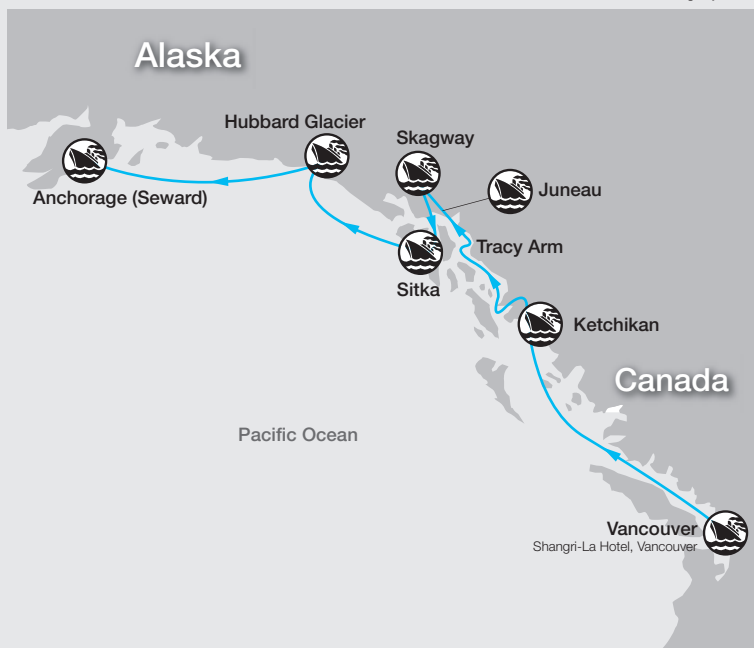 Alaska
Hubbard Glacier
Skagway
Juneau
Anchorage (Seward)
Tracy Arm
Sitka
Ketchikan
Canada
Pacific Ocean
Vancouver
Shangri-La Hotel, Vancouver